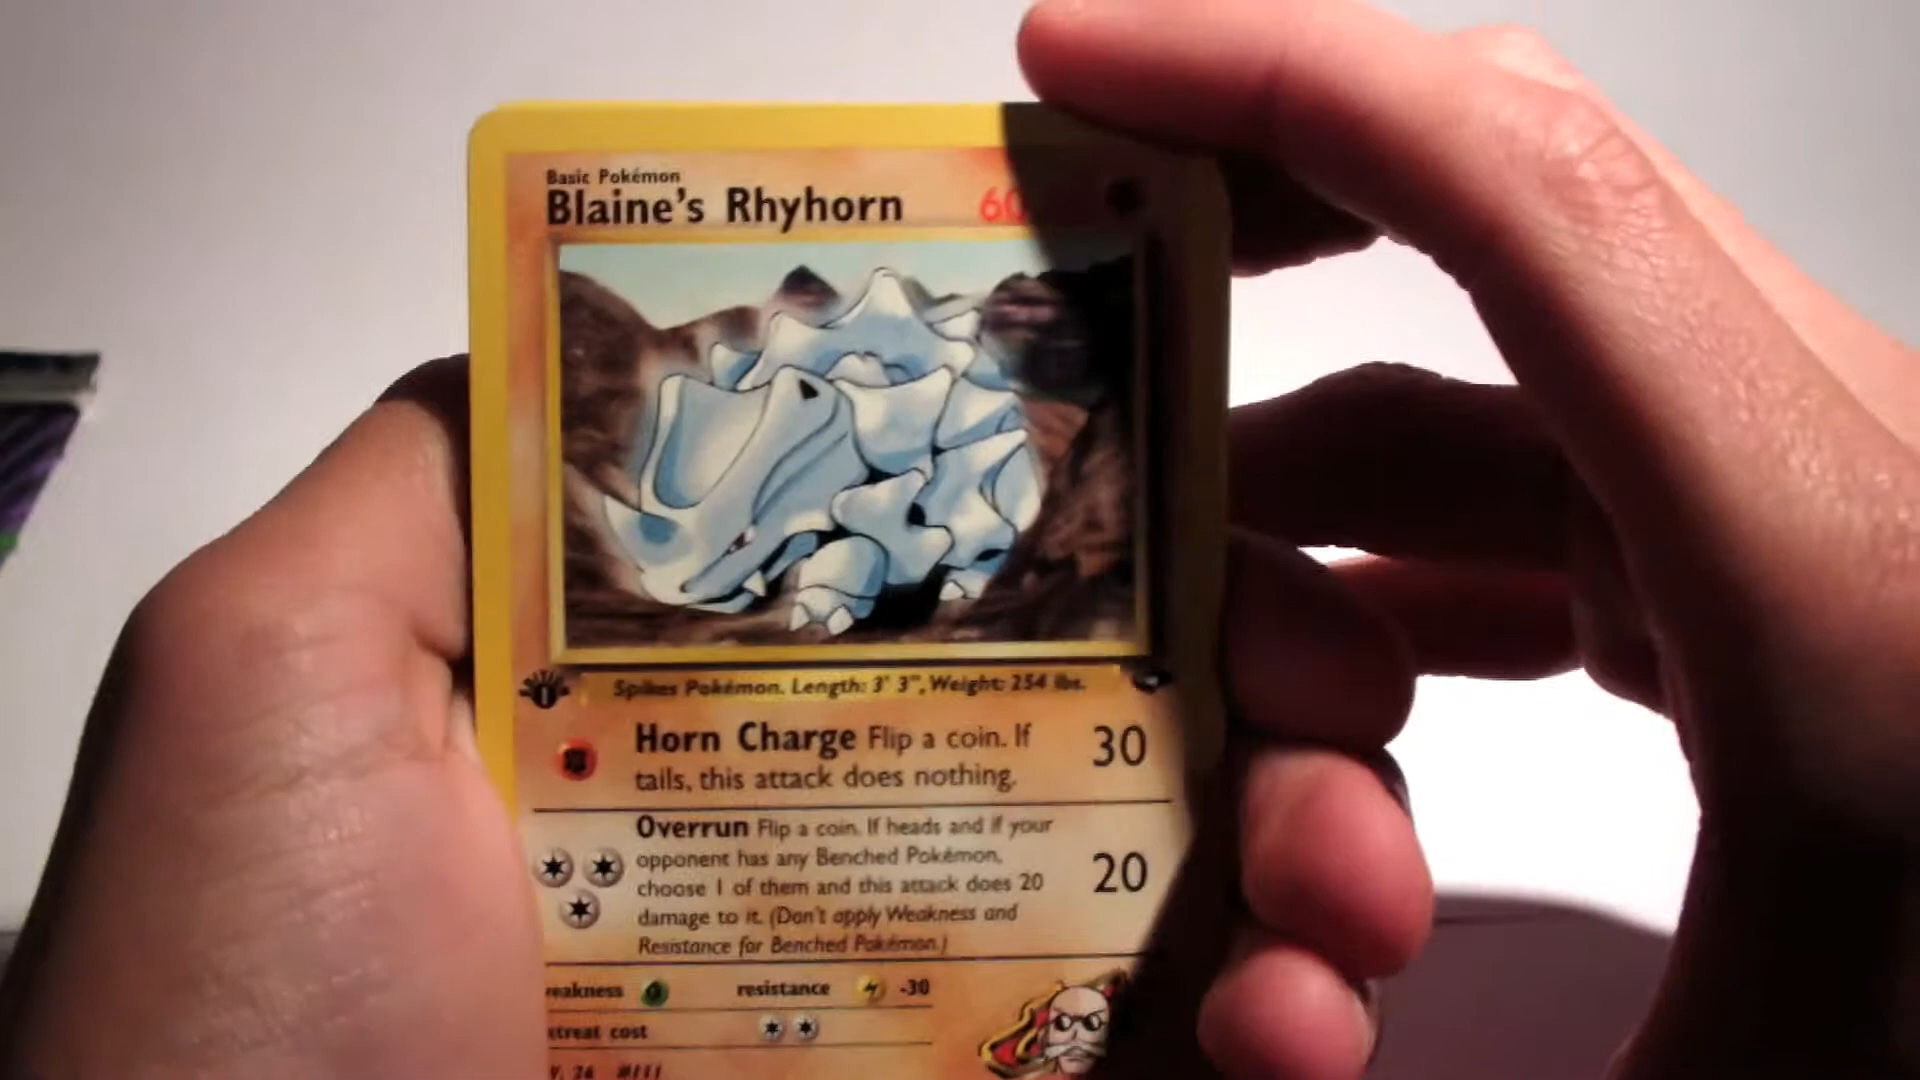 Basic Pokémon
Blaine's Rhyhorn 60
Spikes Pokémon. Length: 3' 3", Weight: 254 lbs.
Horn Charge Flip a coin. If 30
tails, this attack does nothing.
Overrun Flip a coin. If heads and if your
opponent has any Benched Pokémon,
choose 1 of them and this attack does 20 20
damage to it. (Don't apply Weakness and
Resistance for Benched Pokémon.)
eakness resistance -30
etreat cost
V. 26 #111